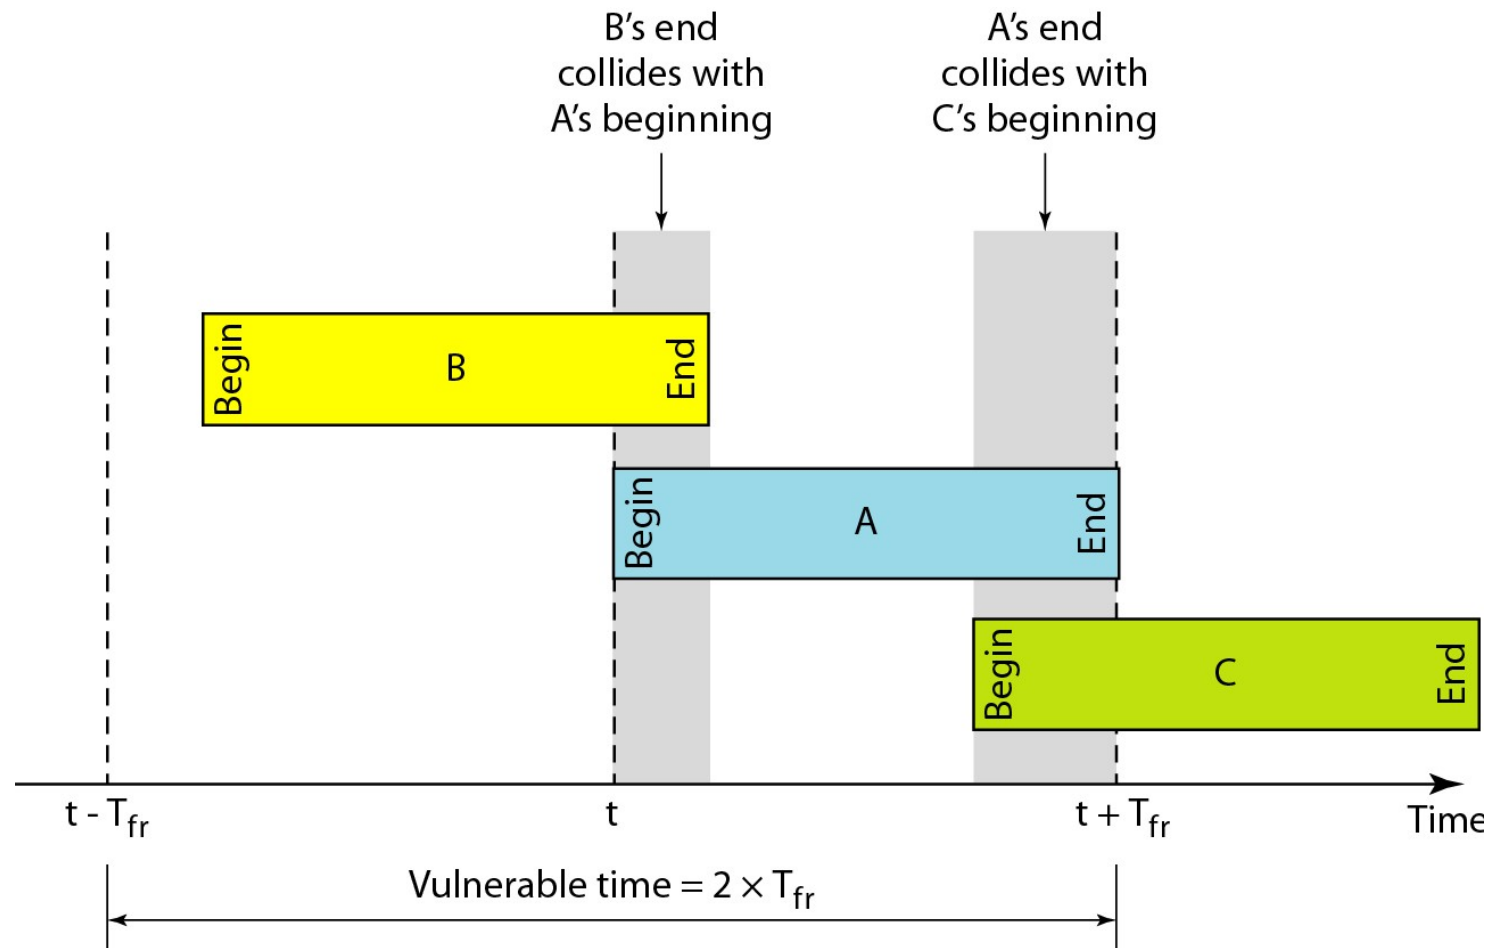 B's end
collides with
A's beginning
A's end
collides with
C's beginning
Begin
B
End
Begin
A
End
Begin
C
End
t - Tfr
t
t + Tfr
Time
Vulnerable time = 2 × Tfr